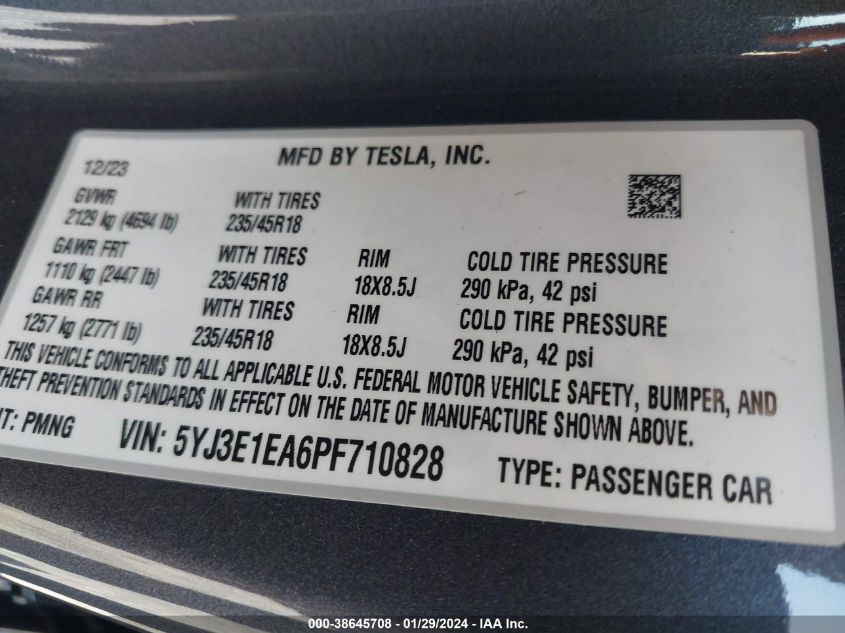 MFD BY TESLA, INC.
12/23
GVWR WITH TIRES
2129 kg (4694 lb) 235/45R18
GAWR FRT WITH TIRES RIM COLD TIRE PRESSURE
1110 kg (2447 lb) 235/45R18 18X8.5J 290 kPa, 42 psi
GAWR RR WITH TIRES RIM COLD TIRE PRESSURE
1257 kg (2771 lb) 235/45R18 18X8.5J 290 kPa, 42 psi
THIS VEHICLE CONFORMS TO ALL APPLICABLE U.S. FEDERAL MOTOR VEHICLE SAFETY, BUMPER, AND
THEFT PREVENTION STANDARDS IN EFFECT ON THE DATE OF MANUFACTURE SHOWN ABOVE.
NT: PMNG VIN: 5YJ3E1EA6PF710828 TYPE: PASSENGER CAR
000-38645708 - 01/29/2024 - IAA Inc.